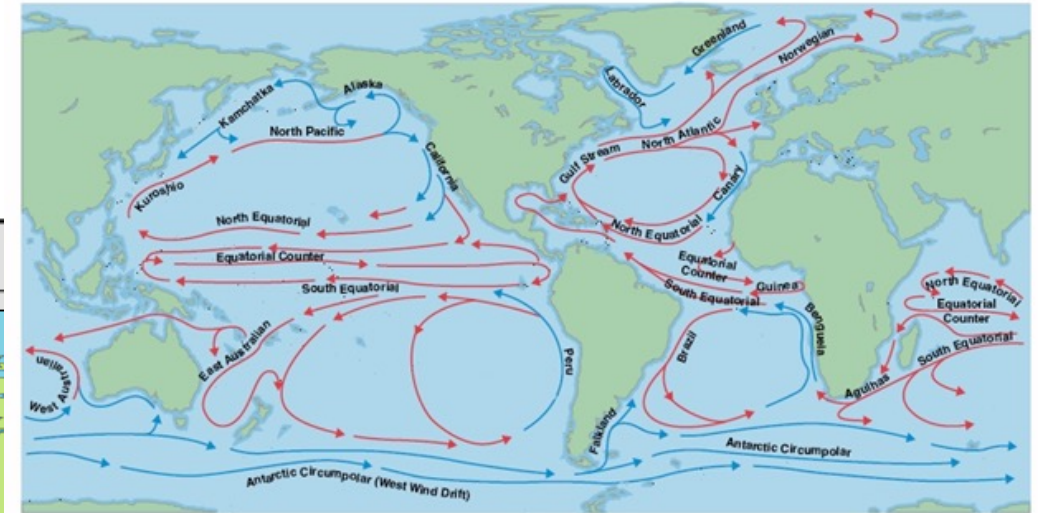 Greenland
Norwegian
Labrador
Alaska
Kamchatka
North Pacific
North Atlantic
Gulf Stream
California
Canary
Kuroshio
North Equatorial
North Equatorial
Equatorial Counter
Equatorial
Counter
Guinea
South Equatorial
South Equatorial
North Equatorial
Equatorial
Counter
South Equatorial
East Australian
West Australian
Peru
Brazil
Benguela
Agulhas
Falkland
Antarctic Circumpolar
Antarctic Circumpolar (West Wind Drift)